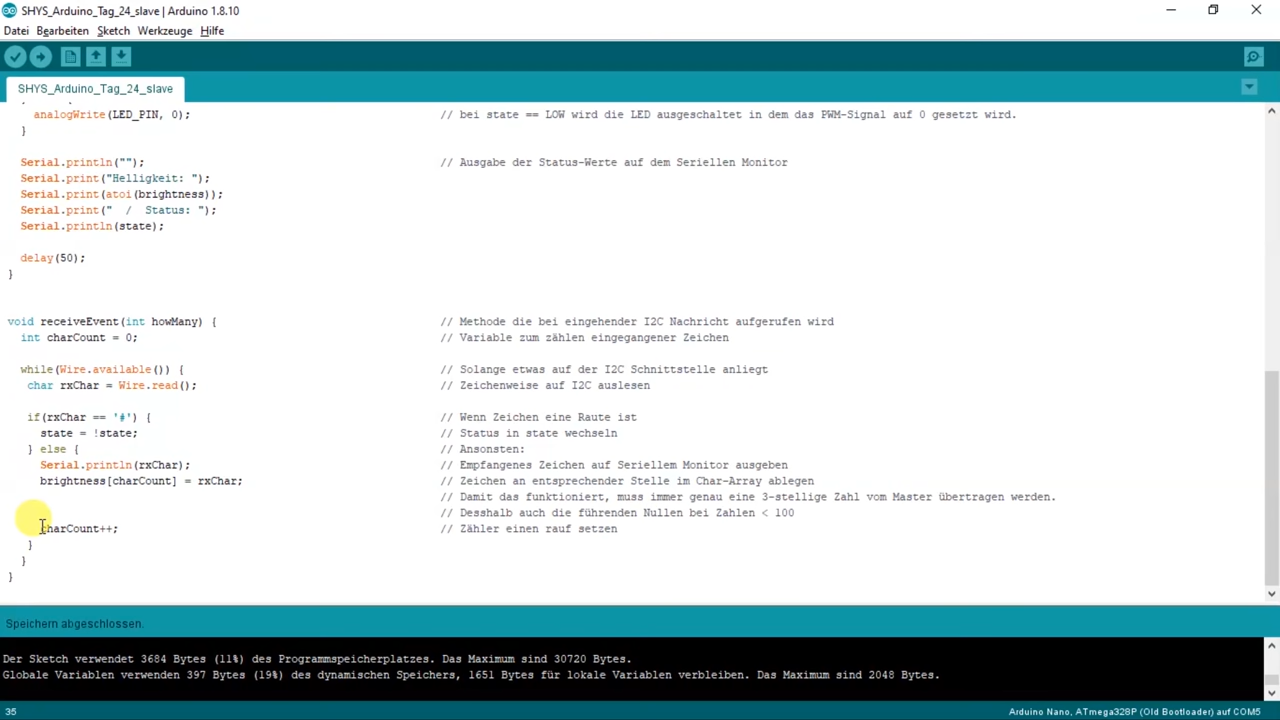 SHYS_Arduino_Tag_24_slave | Arduino 1.8.10
Datei Bearbeiten Sketch Werkzeuge Hilfe
SHYS_Arduino_Tag_24_slave
analogWrite(LED_PIN, 0); // bei state == LOW wird die LED ausgeschaltet in dem das PWM-Signal auf 0 gesetzt wird.
}
Serial.println(""); // Ausgabe der Status-Werte auf dem Seriellen Monitor
Serial.print("Helligkeit: ");
Serial.print(atoi(brightness));
Serial.print("  /  Status: ");
Serial.println(state);
delay(50);
}
void receiveEvent(int howMany) { // Methode die bei eingehender I2C Nachricht aufgerufen wird
int charCount = 0; // Variable zum zählen eingegangener Zeichen
while(Wire.available()) { // Solange etwas auf der I2C Schnittstelle anliegt
char rxChar = Wire.read(); // Zeichenweise auf I2C auslesen
if(rxChar == '#') { // Wenn Zeichen eine Raute ist
state = !state; // Status in state wechseln
} else { // Ansonsten:
Serial.println(rxChar); // Empfangenes Zeichen auf Seriellem Monitor ausgeben
brightness[charCount] = rxChar; // Zeichen an entsprechender Stelle im Char-Array ablegen
// Damit das funktioniert, muss immer genau eine 3-stellige Zahl vom Master übertragen werden.
// Desshalb auch die führenden Nullen bei Zahlen < 100
charCount++; // Zähler einen rauf setzen
}
}
}
Speichern abgeschlossen.
Der Sketch verwendet 3684 Bytes (11%) des Programmspeicherplatzes. Das Maximum sind 30720 Bytes.
Globale Variablen verwenden 397 Bytes (19%) des dynamischen Speichers, 1651 Bytes für lokale Variablen verbleiben. Das Maximum sind 2048 Bytes.
35 Arduino Nano, ATmega328P (Old Bootloader) auf COM5